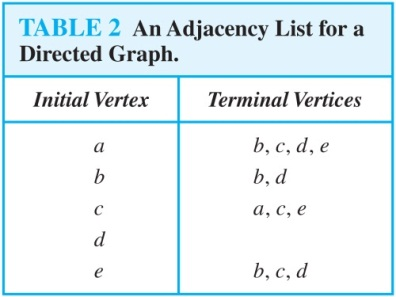 TABLE 2 An Adjacency List for a
Directed Graph.
Initial Vertex Terminal Vertices
a b, c, d, e
b b, d
c a, c, e
d
e b, c, d